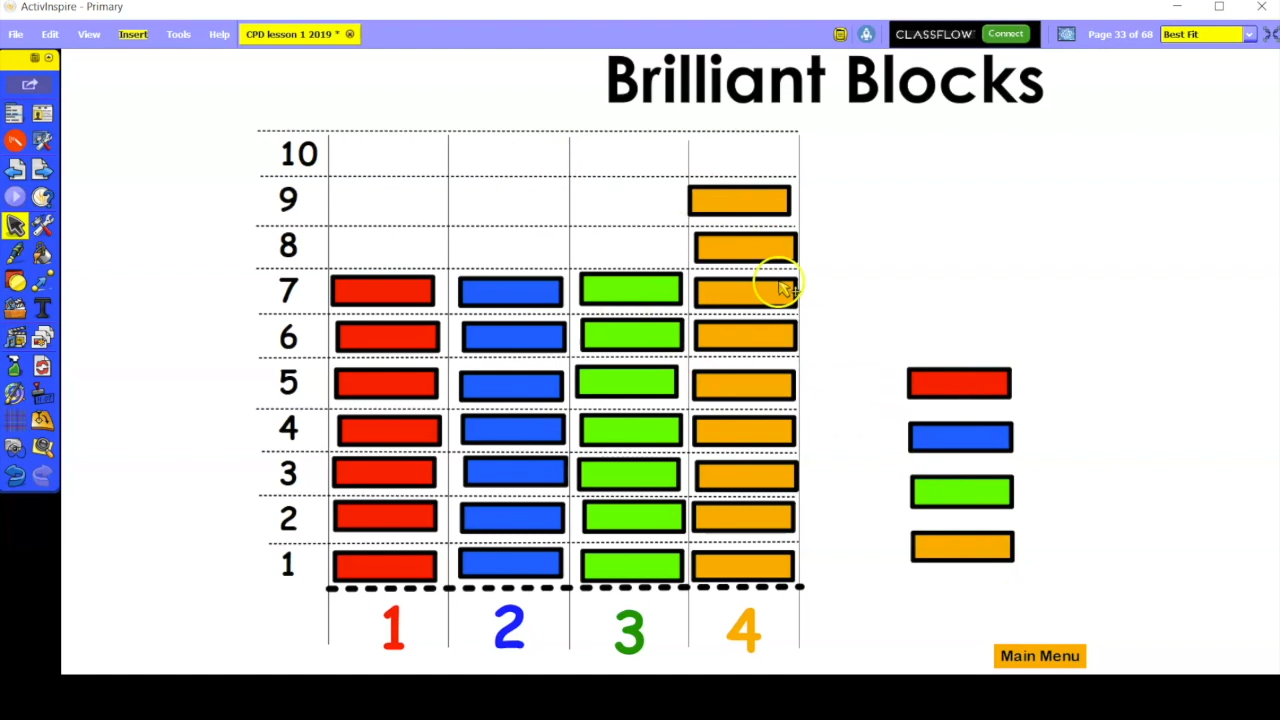 ActivInspire - Primary
File Edit View Insert Tools Help CPD lesson 1 2019 * CLASSFLOW Connect Page 33 of 68 Best Fit
Brilliant Blocks
10
9
8
7
6
5
4
3
2
1
1 2 3 4
Main Menu